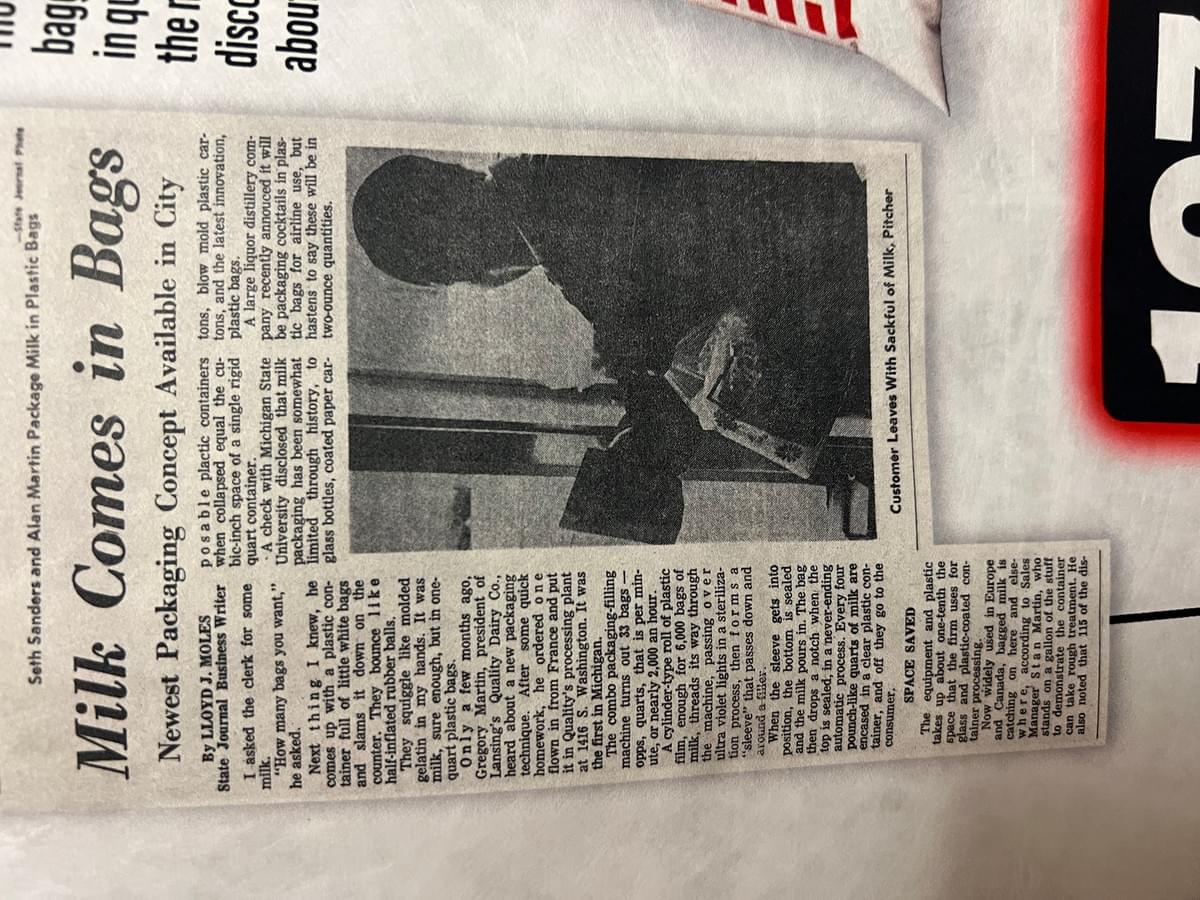 —State Journal Photo
Seth Sanders and Alan Martin Package Milk in Plastic Bags
Milk Comes in Bags
Newest Packaging Concept Available in City
By LLOYD J. MOLES
State Journal Business Writer
I asked the clerk for some
milk.
"How many bags you want,"
he asked.
Next thing I knew, he
comes up with a plastic con-
tainer full of little white bags
and slams it down on the
counter. They bounce like
half-inflated rubber balls.
They squiggle like molded
gelatin in my hands. It was
milk, sure enough, but in one-
quart plastic bags.
Only a few months ago,
Gregory Martin, president of
Lansing's Quality Dairy Co.,
heard about a new packaging
technique. After some quick
homework, he ordered one
flown in from France and put
it in Quality's processing plant
at 1416 S. Washington. It was
the first in Michigan.
The combo packaging-filling
machine turns out 33 bags —
opps, quarts, that is per min-
ute, or nearly 2,000 an hour.
A cylinder-type roll of plastic
film, enough for 6,000 bags of
milk, threads its way through
the machine, passing over
ultra violet lights in a steriliza-
tion process, then forms a
"sleeve" that passes down and
around a filler.
When the sleeve gets into
position, the bottom is sealed
and the milk pours in. The bag
then drops a notch when the
top is sealed, in a never-ending
automatic process. Every four
pouch-like quarts of milk are
encased in a clear plastic con-
tainer, and off they go to the
consumer.
SPACE SAVED
The equipment and plastic
takes up about one-tenth the
space that the firm uses for
glass and plastic-coated con-
tainer processing.
Now widely used in Europe
and Canada, bagged milk is
catching on here and else-
where, according to Sales
Manager Stan Martin, who
stands on a gallon of the stuff
to demonstrate the container
can take rough treatment. He
also noted that 115 of the dis-
posable plactic containers
when collapsed equal the cu-
bic-inch space of a single rigid
quart container.
A check with Michigan State
University disclosed that milk
packaging has been somewhat
limited through history, to
glass bottles, coated paper car-
tons, blow mold plastic car-
tons, and the latest innovation,
plastic bags.
A large liquor distillery com-
pany recently annouced it will
be packaging cocktails in plas-
tic bags for airline use, but
hastens to say these will be in
two-ounce quantities.
Customer Leaves With Sackful of Milk, Pitcher
bagg
in qu
the
disco
abou
107